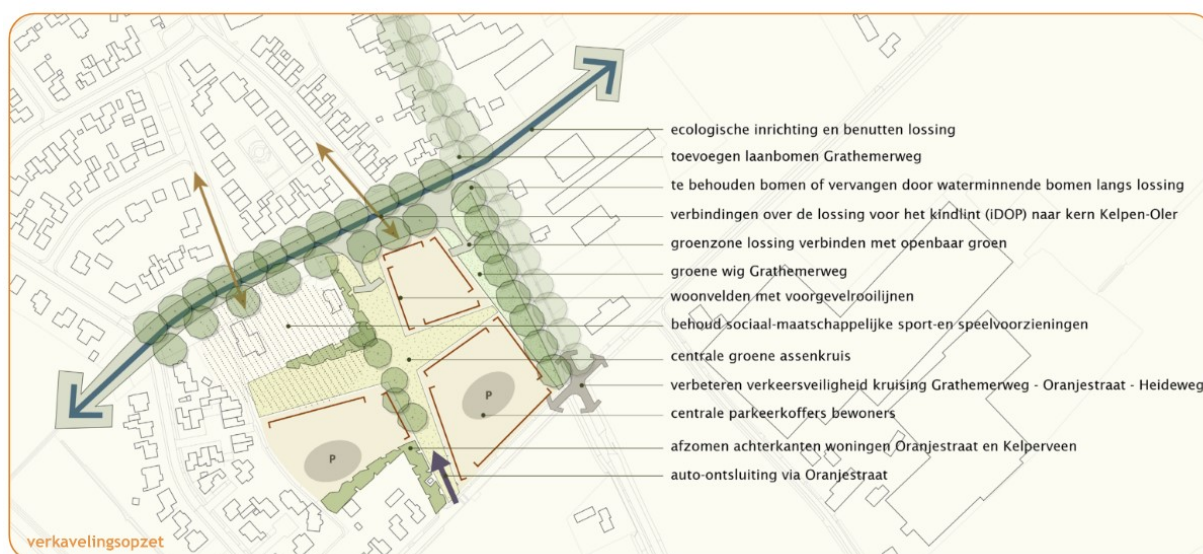 ecologische inrichting en benutten lossing
toevoegen laanbomen Grathemerweg
te behouden bomen of vervangen door waterminnende bomen langs lossing
verbindingen over de lossing voor het kindlint (iDOP) naar kern Kelpen-Oler
groenzone lossing verbinden met openbaar groen
groene wig Grathemerweg
woonvelden met voorgevelrooilijnen
behoud sociaal-maatschappelijke sport-en speelvoorzieningen
centrale groene assenkruis
verbeteren verkeersveiligheid kruising Grathemerweg - Oranjestraat - Heideweg
P
centrale parkeerkoffers bewoners
afzomen achterkanten woningen Oranjestraat en Kelperveen
P
auto-ontsluiting via Oranjestraat
verkavelingsopzet